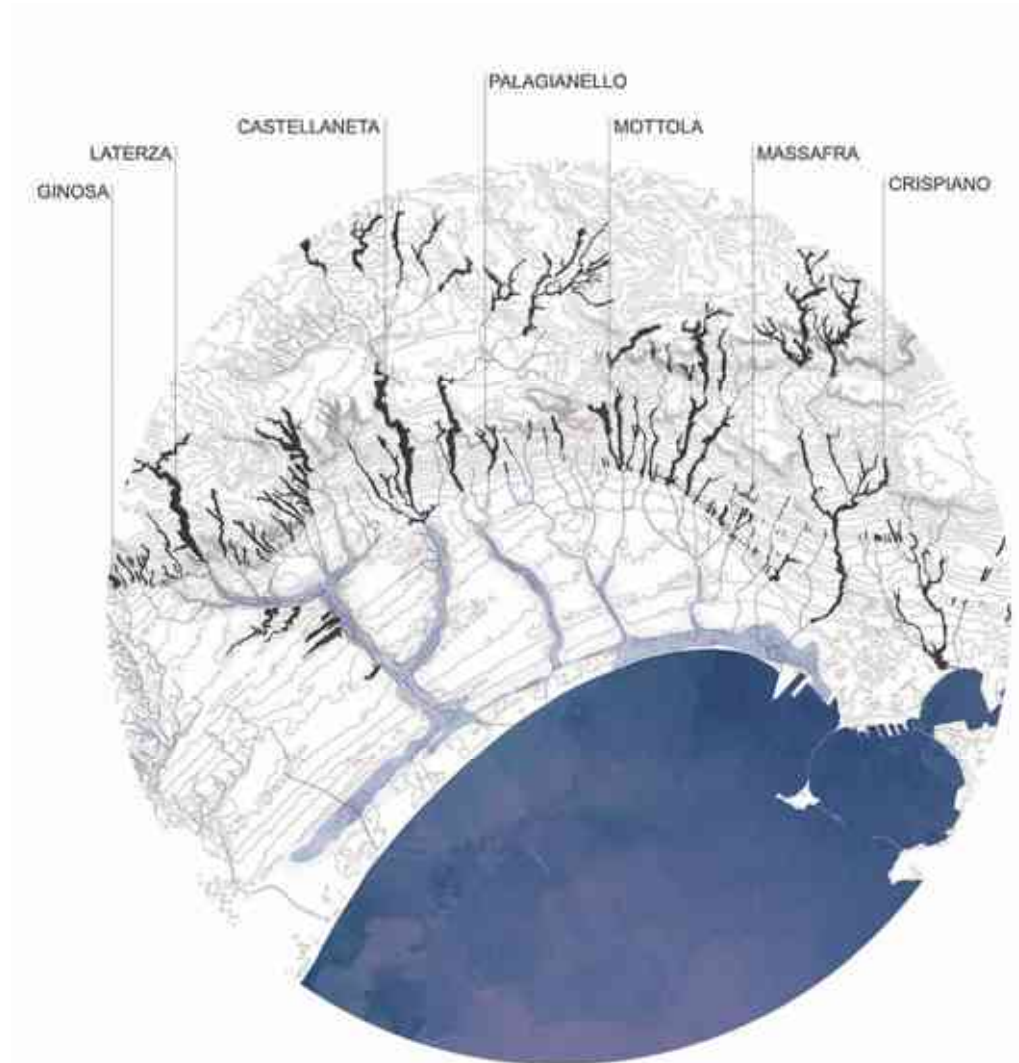 PALAGIANELLO
CASTELLANETA
MOTTOLA
LATERZA
MASSAFRA
GINOSA
CRISPIANO